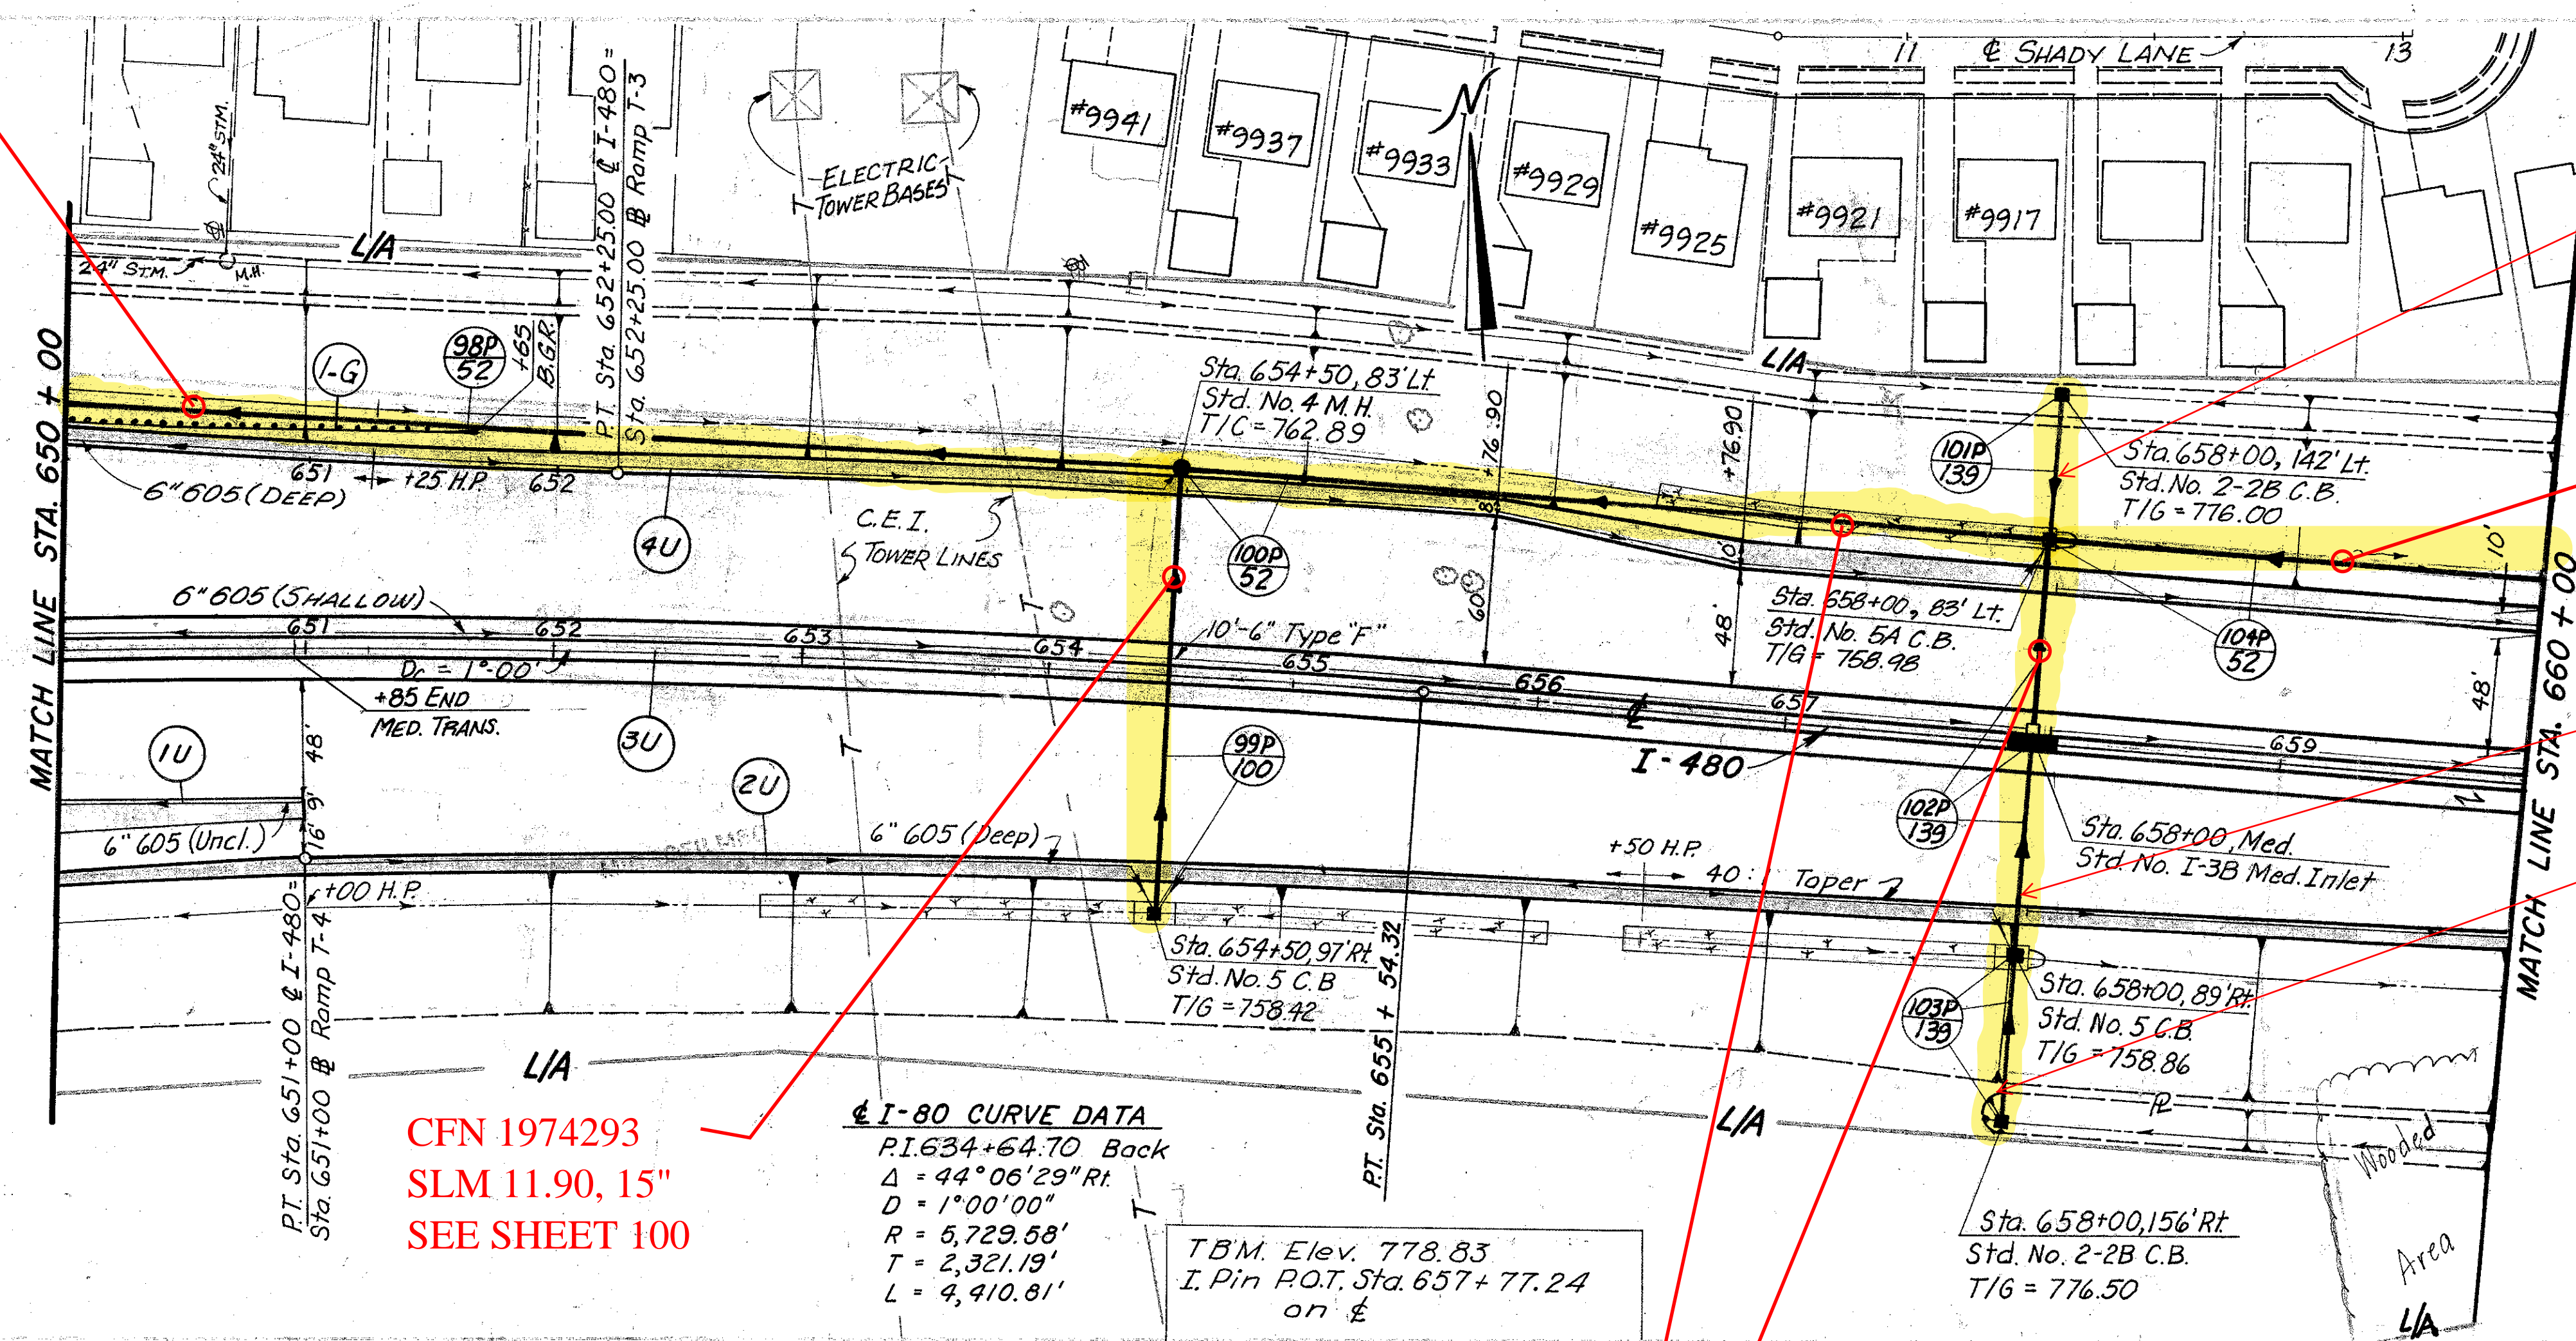 11
℄ SHADY LANE
13
24" STM.
P.T. Sta. 652+25.00 ℄ I-480 =
Sta. 652+25.00 ⅊ Ramp T-3
ELECTRIC
TOWER BASES
#9941
#9937
#9933
N
#9929
#9925
#9921
#9917
L/A
24" STM.
M.H.
MATCH LINE STA. 650 + 00
1-G
98P
52
+65
B.G.R.
Sta. 654+50, 83' Lt.
Std. No. 4 M.H.
T/C = 762.89
+76.90
+76.90
L/A
101P
139
Sta. 658+00, 142' Lt.
Std. No. 2-2B C.B.
T/G = 776.00
651
+25 H.P.
652
6" 605 (DEEP)
4U
C.E.I.
TOWER LINES
T
100P
52
8'
60'
10'
48'
10'
Sta. 658+00, 83' Lt.
Std. No. 5A C.B.
T/G = 758.98
104P
52
48'
MATCH LINE STA. 660 + 00
6" 605 (SHALLOW)
651
652
653
654
10'-6" Type "F"
655
656
657
659
℄
I-480
Dc = 1°-00'
+85 END
MED. TRANS.
1U
3U
2U
T
99P
100
48'
9'
16'
6" 605 (Uncl.)
6" 605 (Deep)
+50 H.P.
40:1 Taper
102P
139
Sta. 658+00, Med.
Std. No. I-3B Med. Inlet
+00 H.P.
P.T. Sta. 651+00 ℄ I-480=
Sta. 651+00 ⅊ Ramp T-4
Sta. 654+50, 97' Rt.
Std. No. 5 C.B
T/G = 758.42
P.T. Sta. 655 + 54.32
103P
139
Sta. 658+00, 89' Rt.
Std. No. 5 C.B.
T/G = 758.86
L/A
L/A
Wooded
Area
L/A
CFN 1974293
SLM 11.90, 15"
SEE SHEET 100
℄ I-80 CURVE DATA
P.I. 634+64.70 Back
Δ = 44° 06' 29" Rt.
D = 1° 00' 00"
R = 5,729.58'
T = 2,321.19'
L = 4,410.81'
T
T.B.M. Elev. 778.83
I. Pin P.O.T. Sta. 657+77.24
on ℄
Sta. 658+00, 156' Rt.
Std. No. 2-2B C.B.
T/G = 776.50